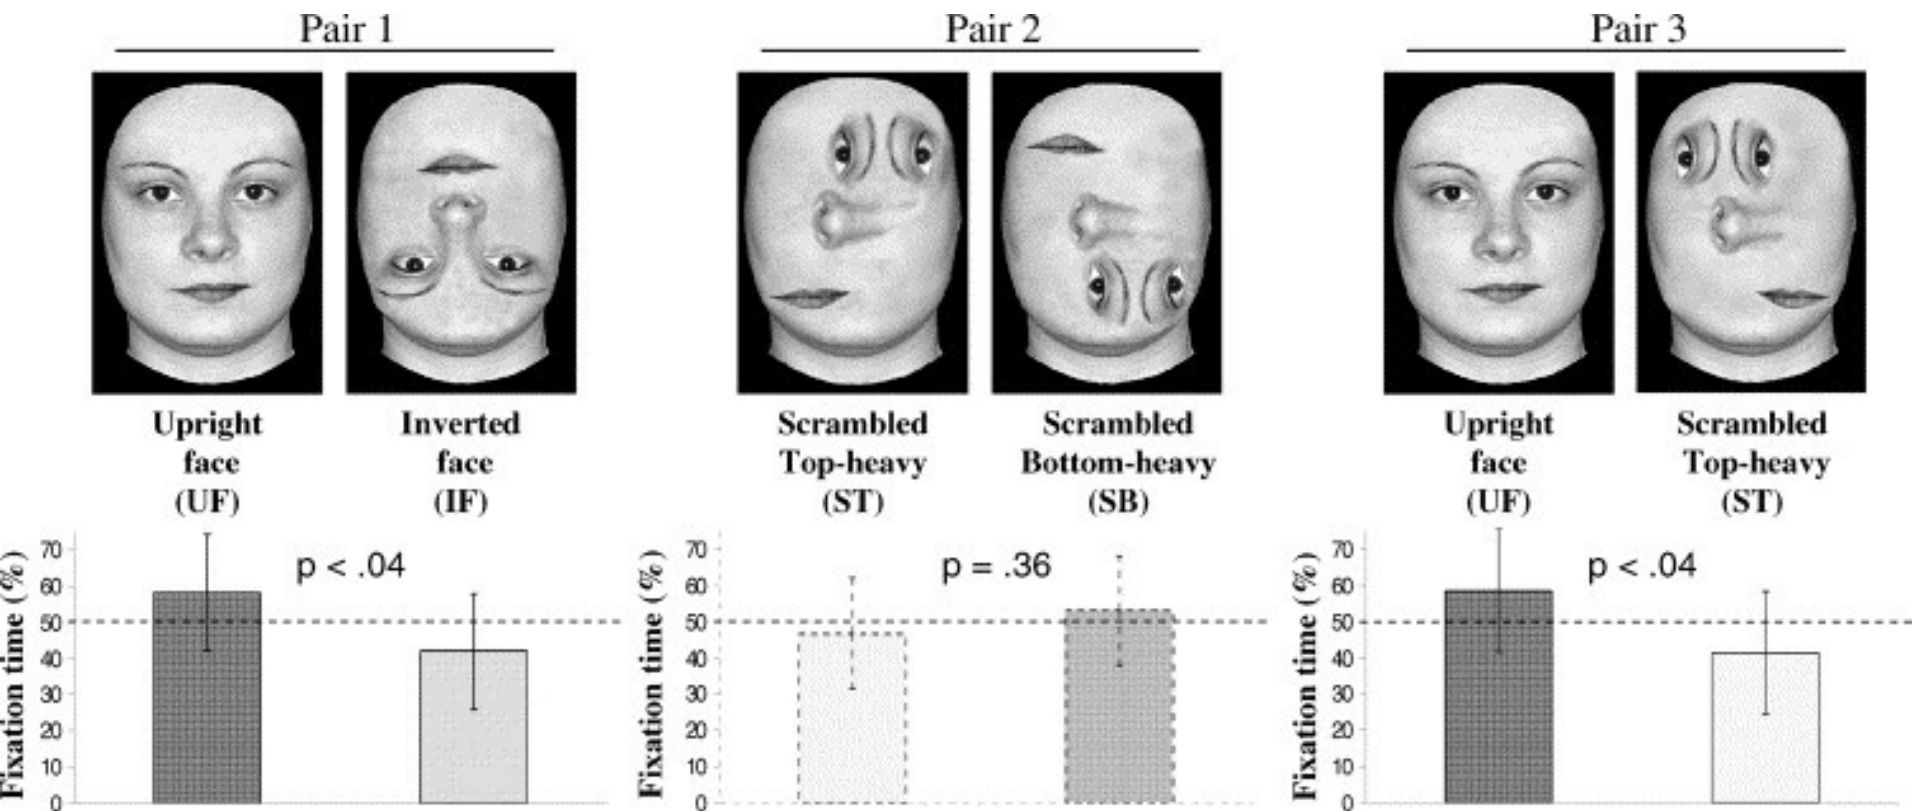 Pair 1
Pair 2
Pair 3
Upright
face
(UF)
Inverted
face
(IF)
Scrambled
Top-heavy
(ST)
Scrambled
Bottom-heavy
(SB)
Upright
face
(UF)
Scrambled
Top-heavy
(ST)
Fixation time (%)
70
60
50
40
30
20
10
0
p < .04
Fixation time (%)
70
60
50
40
30
20
10
0
p = .36
Fixation time (%)
70
60
50
40
30
20
10
0
p < .04